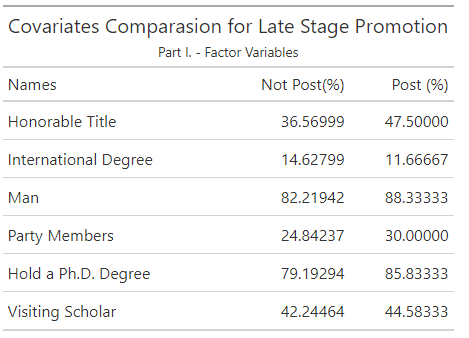 Covariates Comparasion for Late Stage Promotion
Part I. - Factor Variables
Names Not Post(%) Post (%)
Honorable Title 36.56999 47.50000
International Degree 14.62799 11.66667
Man 82.21942 88.33333
Party Members 24.84237 30.00000
Hold a Ph.D. Degree 79.19294 85.83333
Visiting Scholar 42.24464 44.58333